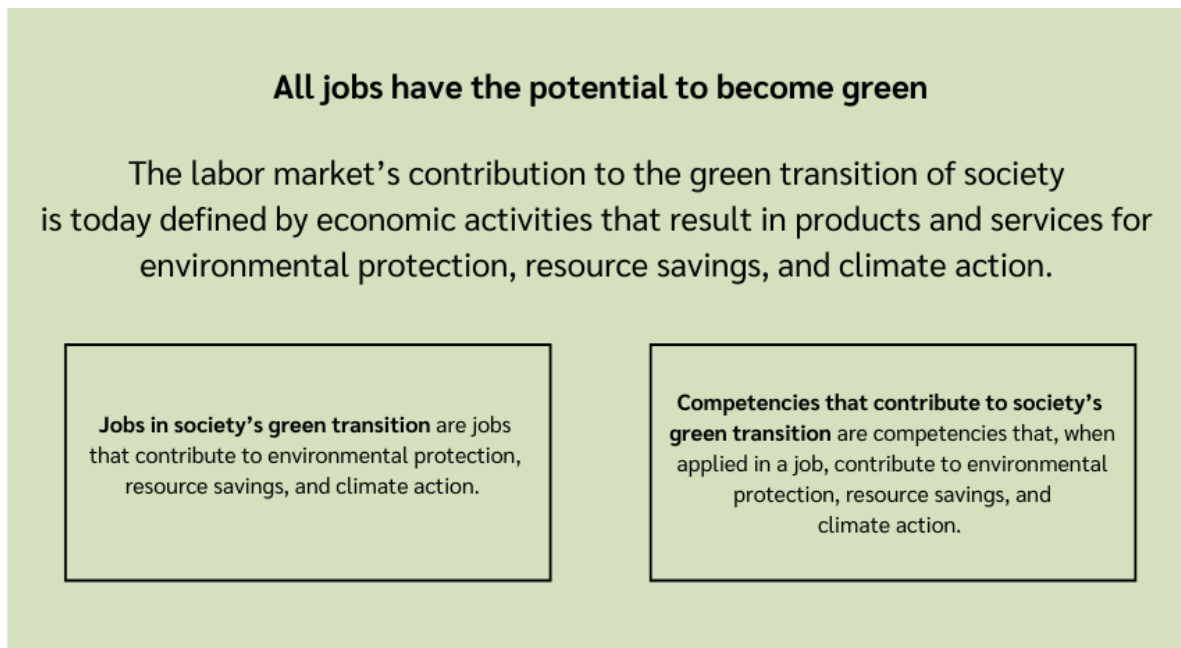 All jobs have the potential to become green
The labor market’s contribution to the green transition of society
is today defined by economic activities that result in products and services for
environmental protection, resource savings, and climate action.
Jobs in society’s green transition are jobs
that contribute to environmental protection,
resource savings, and climate action.
Competencies that contribute to society’s
green transition are competencies that, when
applied in a job, contribute to environmental
protection, resource savings, and
climate action.